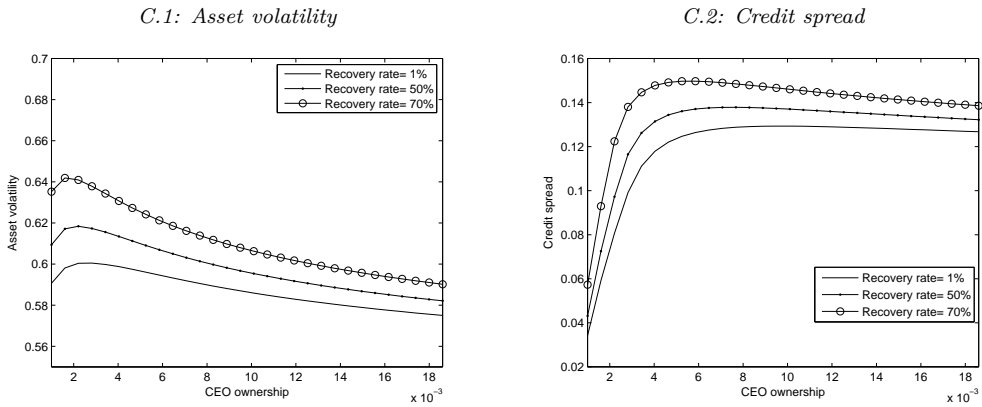 C.1: Asset volatility
0.7
0.68
0.66
0.64
0.62
0.6
0.58
0.56
Asset volatility
Recovery rate= 1%
Recovery rate= 50%
Recovery rate= 70%
2 4 6 8 10 12 14 16 18
CEO ownership
x 10⁻³
C.2: Credit spread
0.16
0.14
0.12
0.1
0.08
0.06
0.04
0.02
Credit spread
Recovery rate= 1%
Recovery rate= 50%
Recovery rate= 70%
2 4 6 8 10 12 14 16 18
CEO ownership
x 10⁻³